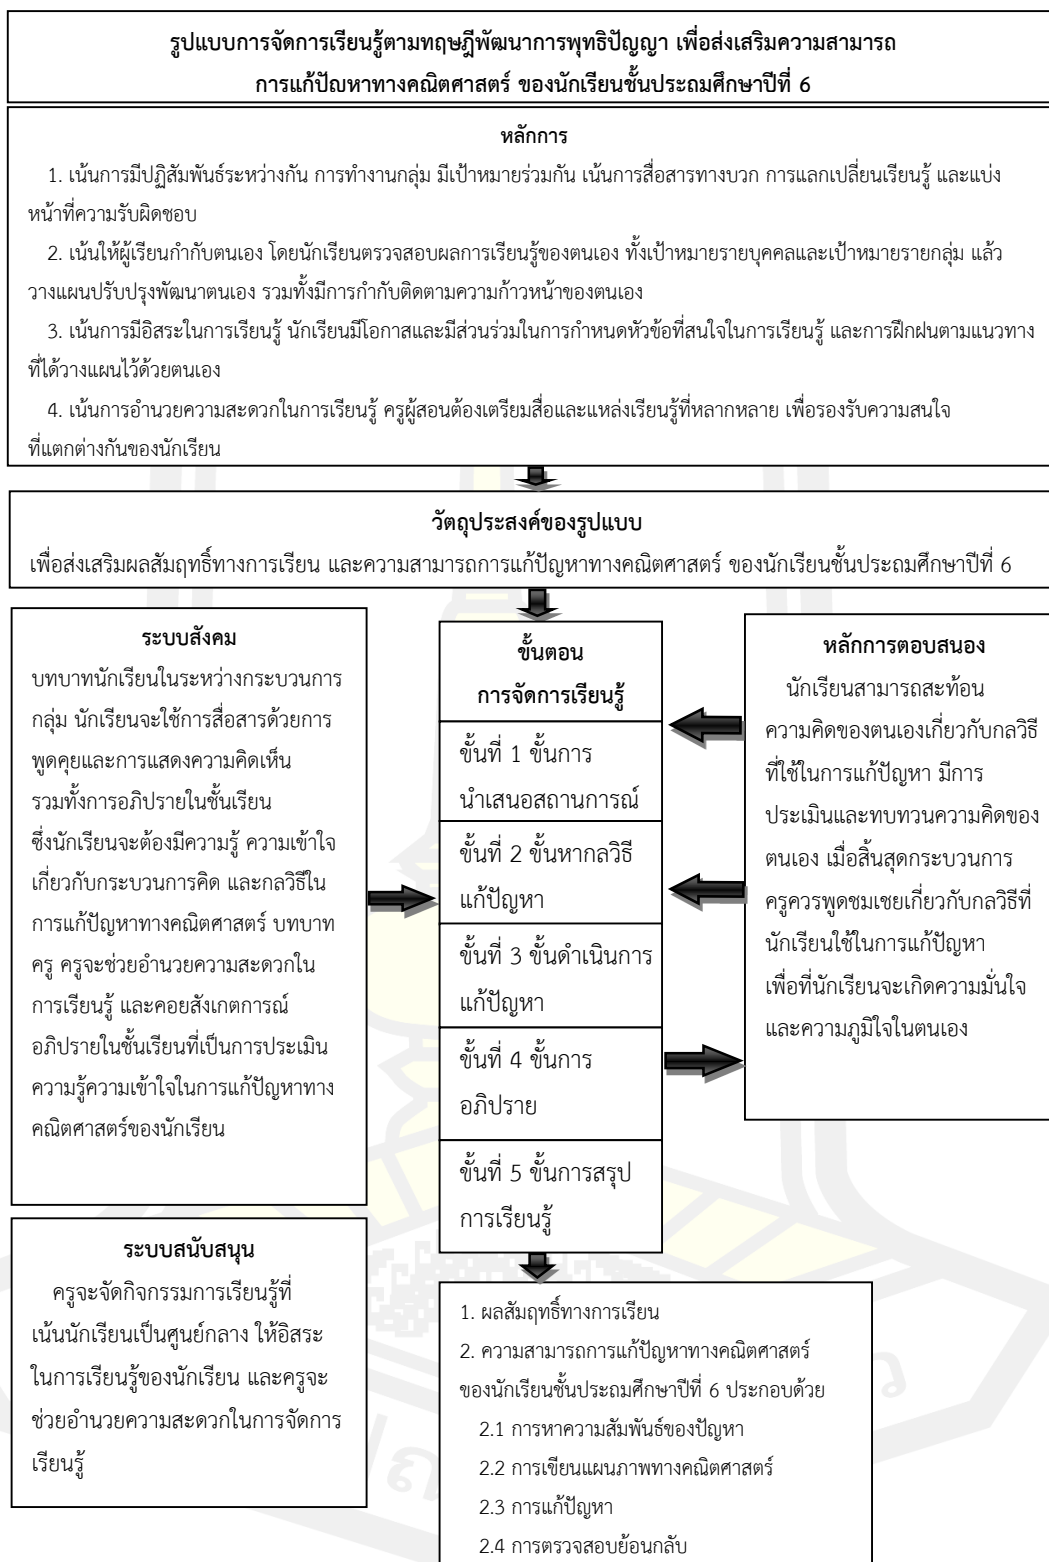 รูปแบบการจัดการเรียนรู้ตามทฤษฎีพัฒนาการพุทธิปัญญา เพื่อส่งเสริมความสามารถ
การแก้ปัญหาทางคณิตศาสตร์ ของนักเรียนชั้นประถมศึกษาปีที่ 6
หลักการ
1. เน้นการมีปฏิสัมพันธ์ระหว่างกัน การทำงานกลุ่ม มีเป้าหมายร่วมกัน เน้นการสื่อสารทางบวก การแลกเปลี่ยนเรียนรู้ และแบ่ง
หน้าที่ความรับผิดชอบ
2. เน้นให้ผู้เรียนกำกับตนเอง โดยนักเรียนตรวจสอบผลการเรียนรู้ของตนเอง ทั้งเป้าหมายรายบุคคลและเป้าหมายรายกลุ่ม แล้ว
วางแผนปรับปรุงพัฒนาตนเอง รวมทั้งมีการกำกับติดตามความก้าวหน้าของตนเอง
3. เน้นการมีอิสระในการเรียนรู้ นักเรียนมีโอกาสและมีส่วนร่วมในการกำหนดหัวข้อที่สนใจในการเรียนรู้ และการฝึกฝนตามแนวทาง
ที่ได้วางแผนไว้ด้วยตนเอง
4. เน้นการอำนวยความสะดวกในการเรียนรู้ ครูผู้สอนต้องเตรียมสื่อและแหล่งเรียนรู้ที่หลากหลาย เพื่อรองรับความสนใจ
ที่แตกต่างกันของนักเรียน
วัตถุประสงค์ของรูปแบบ
เพื่อส่งเสริมผลสัมฤทธิ์ทางการเรียน และความสามารถการแก้ปัญหาทางคณิตศาสตร์ ของนักเรียนชั้นประถมศึกษาปีที่ 6
ระบบสังคม
บทบาทนักเรียนในระหว่างกระบวนการ
กลุ่ม นักเรียนจะใช้การสื่อสารด้วยการ
พูดคุยและการแสดงความคิดเห็น
รวมทั้งการอภิปรายในชั้นเรียน
ซึ่งนักเรียนจะต้องมีความรู้ ความเข้าใจ
เกี่ยวกับกระบวนการคิด และกลวิธีใน
การแก้ปัญหาทางคณิตศาสตร์ บทบาท
ครู ครูจะช่วยอำนวยความสะดวกใน
การเรียนรู้ และคอยสังเกตการณ์
อภิปรายในชั้นเรียนที่เป็นการประเมิน
ความรู้ความเข้าใจในการแก้ปัญหาทาง
คณิตศาสตร์ของนักเรียน
ขั้นตอน
การจัดการเรียนรู้
ขั้นที่ 1 ขั้นการ
นำเสนอสถานการณ์
ขั้นที่ 2 ขั้นหากลวิธี
แก้ปัญหา
ขั้นที่ 3 ขั้นดำเนินการ
แก้ปัญหา
ขั้นที่ 4 ขั้นการ
อภิปราย
ขั้นที่ 5 ขั้นการสรุป
การเรียนรู้
หลักการตอบสนอง
นักเรียนสามารถสะท้อน
ความคิดของตนเองเกี่ยวกับกลวิธี
ที่ใช้ในการแก้ปัญหา มีการ
ประเมินและทบทวนความคิดของ
ตนเอง เมื่อสิ้นสุดกระบวนการ
ครูควรพูดชมเชยเกี่ยวกับกลวิธีที่
นักเรียนใช้ในการแก้ปัญหา
เพื่อที่นักเรียนจะเกิดความมั่นใจ
และความภูมิใจในตนเอง
ระบบสนับสนุน
ครูจะจัดกิจกรรมการเรียนรู้ที่
เน้นนักเรียนเป็นศูนย์กลาง ให้อิสระ
ในการเรียนรู้ของนักเรียน และครูจะ
ช่วยอำนวยความสะดวกในการจัดการ
เรียนรู้
1. ผลสัมฤทธิ์ทางการเรียน
2. ความสามารถการแก้ปัญหาทางคณิตศาสตร์
ของนักเรียนชั้นประถมศึกษาปีที่ 6 ประกอบด้วย
2.1 การหาความสัมพันธ์ของปัญหา
2.2 การเขียนแผนภาพทางคณิตศาสตร์
2.3 การแก้ปัญหา
2.4 การตรวจสอบย้อนกลับ